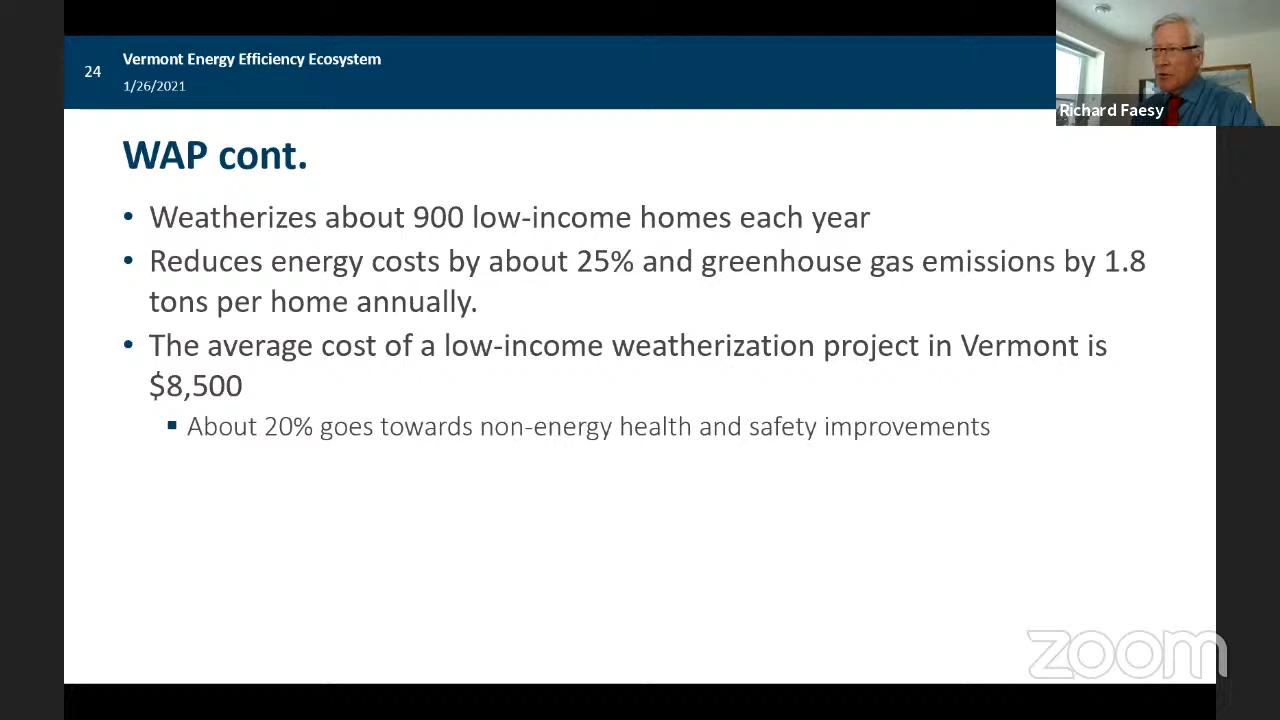 24
Vermont Energy Efficiency Ecosystem
1/26/2021
Richard Faesy
WAP cont.
• Weatherizes about 900 low-income homes each year
• Reduces energy costs by about 25% and greenhouse gas emissions by 1.8
tons per home annually.
• The average cost of a low-income weatherization project in Vermont is
$8,500
▪ About 20% goes towards non-energy health and safety improvements
zoom